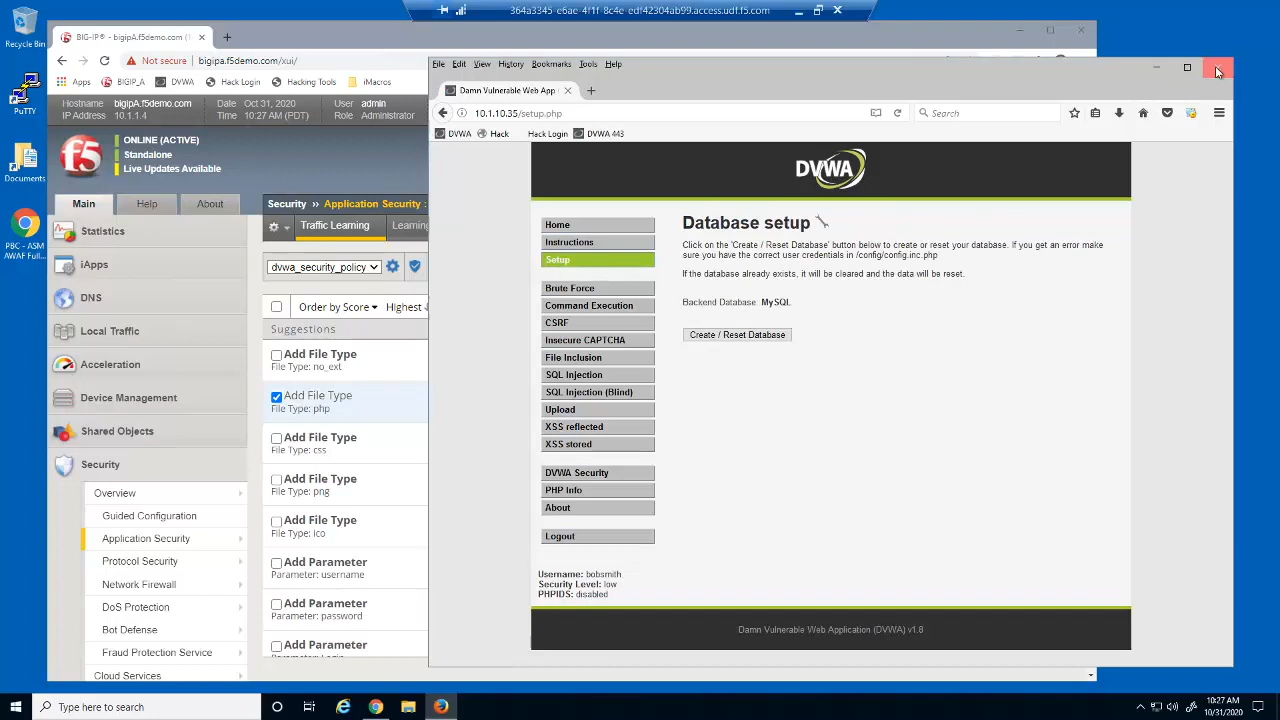 364a3345-e6ae-4f1f-8c4e-edf42304ab99.access.udf.f5.com
Recycle Bin
PuTTY
Documents
PBC - ASM
AWAF Full...
BIG-IP® - bigipA.f5demo.com (1
Not secure
bigipa.f5demo.com/xui/
Apps
BIGIP_A
DVWA
Hack Login
Hacking Tools
iMacros
Hostname bigipA.f5demo.com
Date Oct 31, 2020
User admin
IP Address 10.1.1.4
Time 10:27 AM (PDT)
Role Administrator
f5
ONLINE (ACTIVE)
Standalone
Live Updates Available
Main
Help
About
Statistics
iApps
DNS
Local Traffic
Acceleration
Device Management
Shared Objects
Security
Overview
Guided Configuration
Application Security
Protocol Security
Network Firewall
DoS Protection
Bot Defense
Fraud Protection Service
Cloud Services
Security ›› Application Security :
Traffic Learning
Learning
dvwa_security_policy
Order by Score
Highest
Suggestions
Add File Type
File Type: no_ext
Add File Type
File Type: php
Add File Type
File Type: css
Add File Type
File Type: png
Add File Type
File Type: ico
Add Parameter
Parameter: username
Add Parameter
Parameter: password
Add Parameter
Parameter: Login
File Edit View History Bookmarks Tools Help
Damn Vulnerable Web App
10.1.10.35/setup.php
Search
DVWA
Hack
Hack Login
DVWA 443
DVWA
Home
Instructions
Setup
Brute Force
Command Execution
CSRF
Insecure CAPTCHA
File Inclusion
SQL Injection
SQL Injection (Blind)
Upload
XSS reflected
XSS stored
DVWA Security
PHP Info
About
Logout
Database setup
Click on the 'Create / Reset Database' button below to create or reset your database. If you get an error make
sure you have the correct user credentials in /config/config.inc.php
If the database already exists, it will be cleared and the data will be reset.
Backend Database: MySQL
Create / Reset Database
Username: bobsmith
Security Level: low
PHPIDS: disabled
Damn Vulnerable Web Application (DVWA) v1.8
Type here to search
10:27 AM
10/31/2020